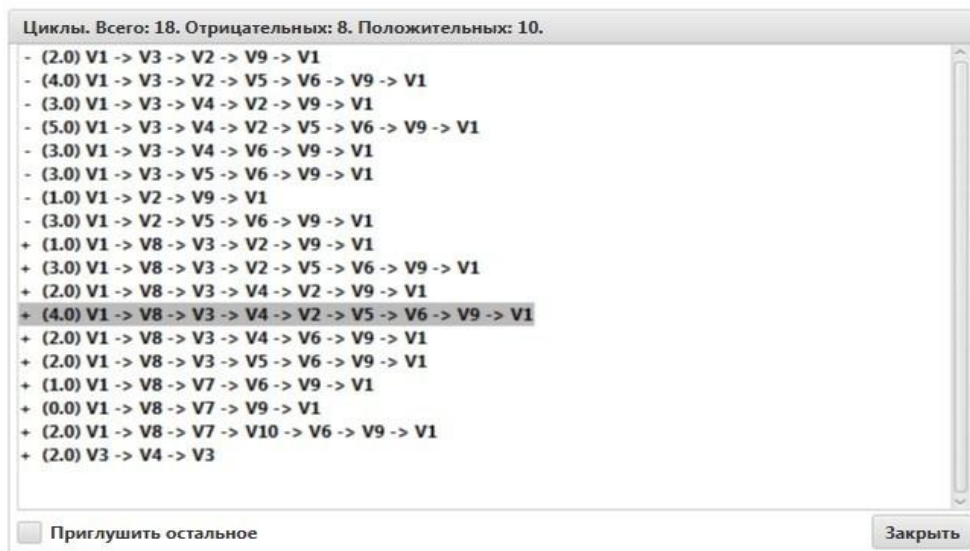 Циклы. Всего: 18. Отрицательных: 8. Положительных: 10.
- (2.0) V1 -> V3 -> V2 -> V9 -> V1
- (4.0) V1 -> V3 -> V2 -> V5 -> V6 -> V9 -> V1
- (3.0) V1 -> V3 -> V4 -> V2 -> V9 -> V1
- (5.0) V1 -> V3 -> V4 -> V2 -> V5 -> V6 -> V9 -> V1
- (3.0) V1 -> V3 -> V4 -> V6 -> V9 -> V1
- (3.0) V1 -> V3 -> V5 -> V6 -> V9 -> V1
- (1.0) V1 -> V2 -> V9 -> V1
- (3.0) V1 -> V2 -> V5 -> V6 -> V9 -> V1
+ (1.0) V1 -> V8 -> V3 -> V2 -> V9 -> V1
+ (3.0) V1 -> V8 -> V3 -> V2 -> V5 -> V6 -> V9 -> V1
+ (2.0) V1 -> V8 -> V3 -> V4 -> V2 -> V9 -> V1
+ (4.0) V1 -> V8 -> V3 -> V4 -> V2 -> V5 -> V6 -> V9 -> V1
+ (2.0) V1 -> V8 -> V3 -> V4 -> V6 -> V9 -> V1
+ (2.0) V1 -> V8 -> V3 -> V5 -> V6 -> V9 -> V1
+ (1.0) V1 -> V8 -> V7 -> V6 -> V9 -> V1
+ (0.0) V1 -> V8 -> V7 -> V9 -> V1
+ (2.0) V1 -> V8 -> V7 -> V10 -> V6 -> V9 -> V1
+ (2.0) V3 -> V4 -> V3
Приглушить остальное
Закрыть